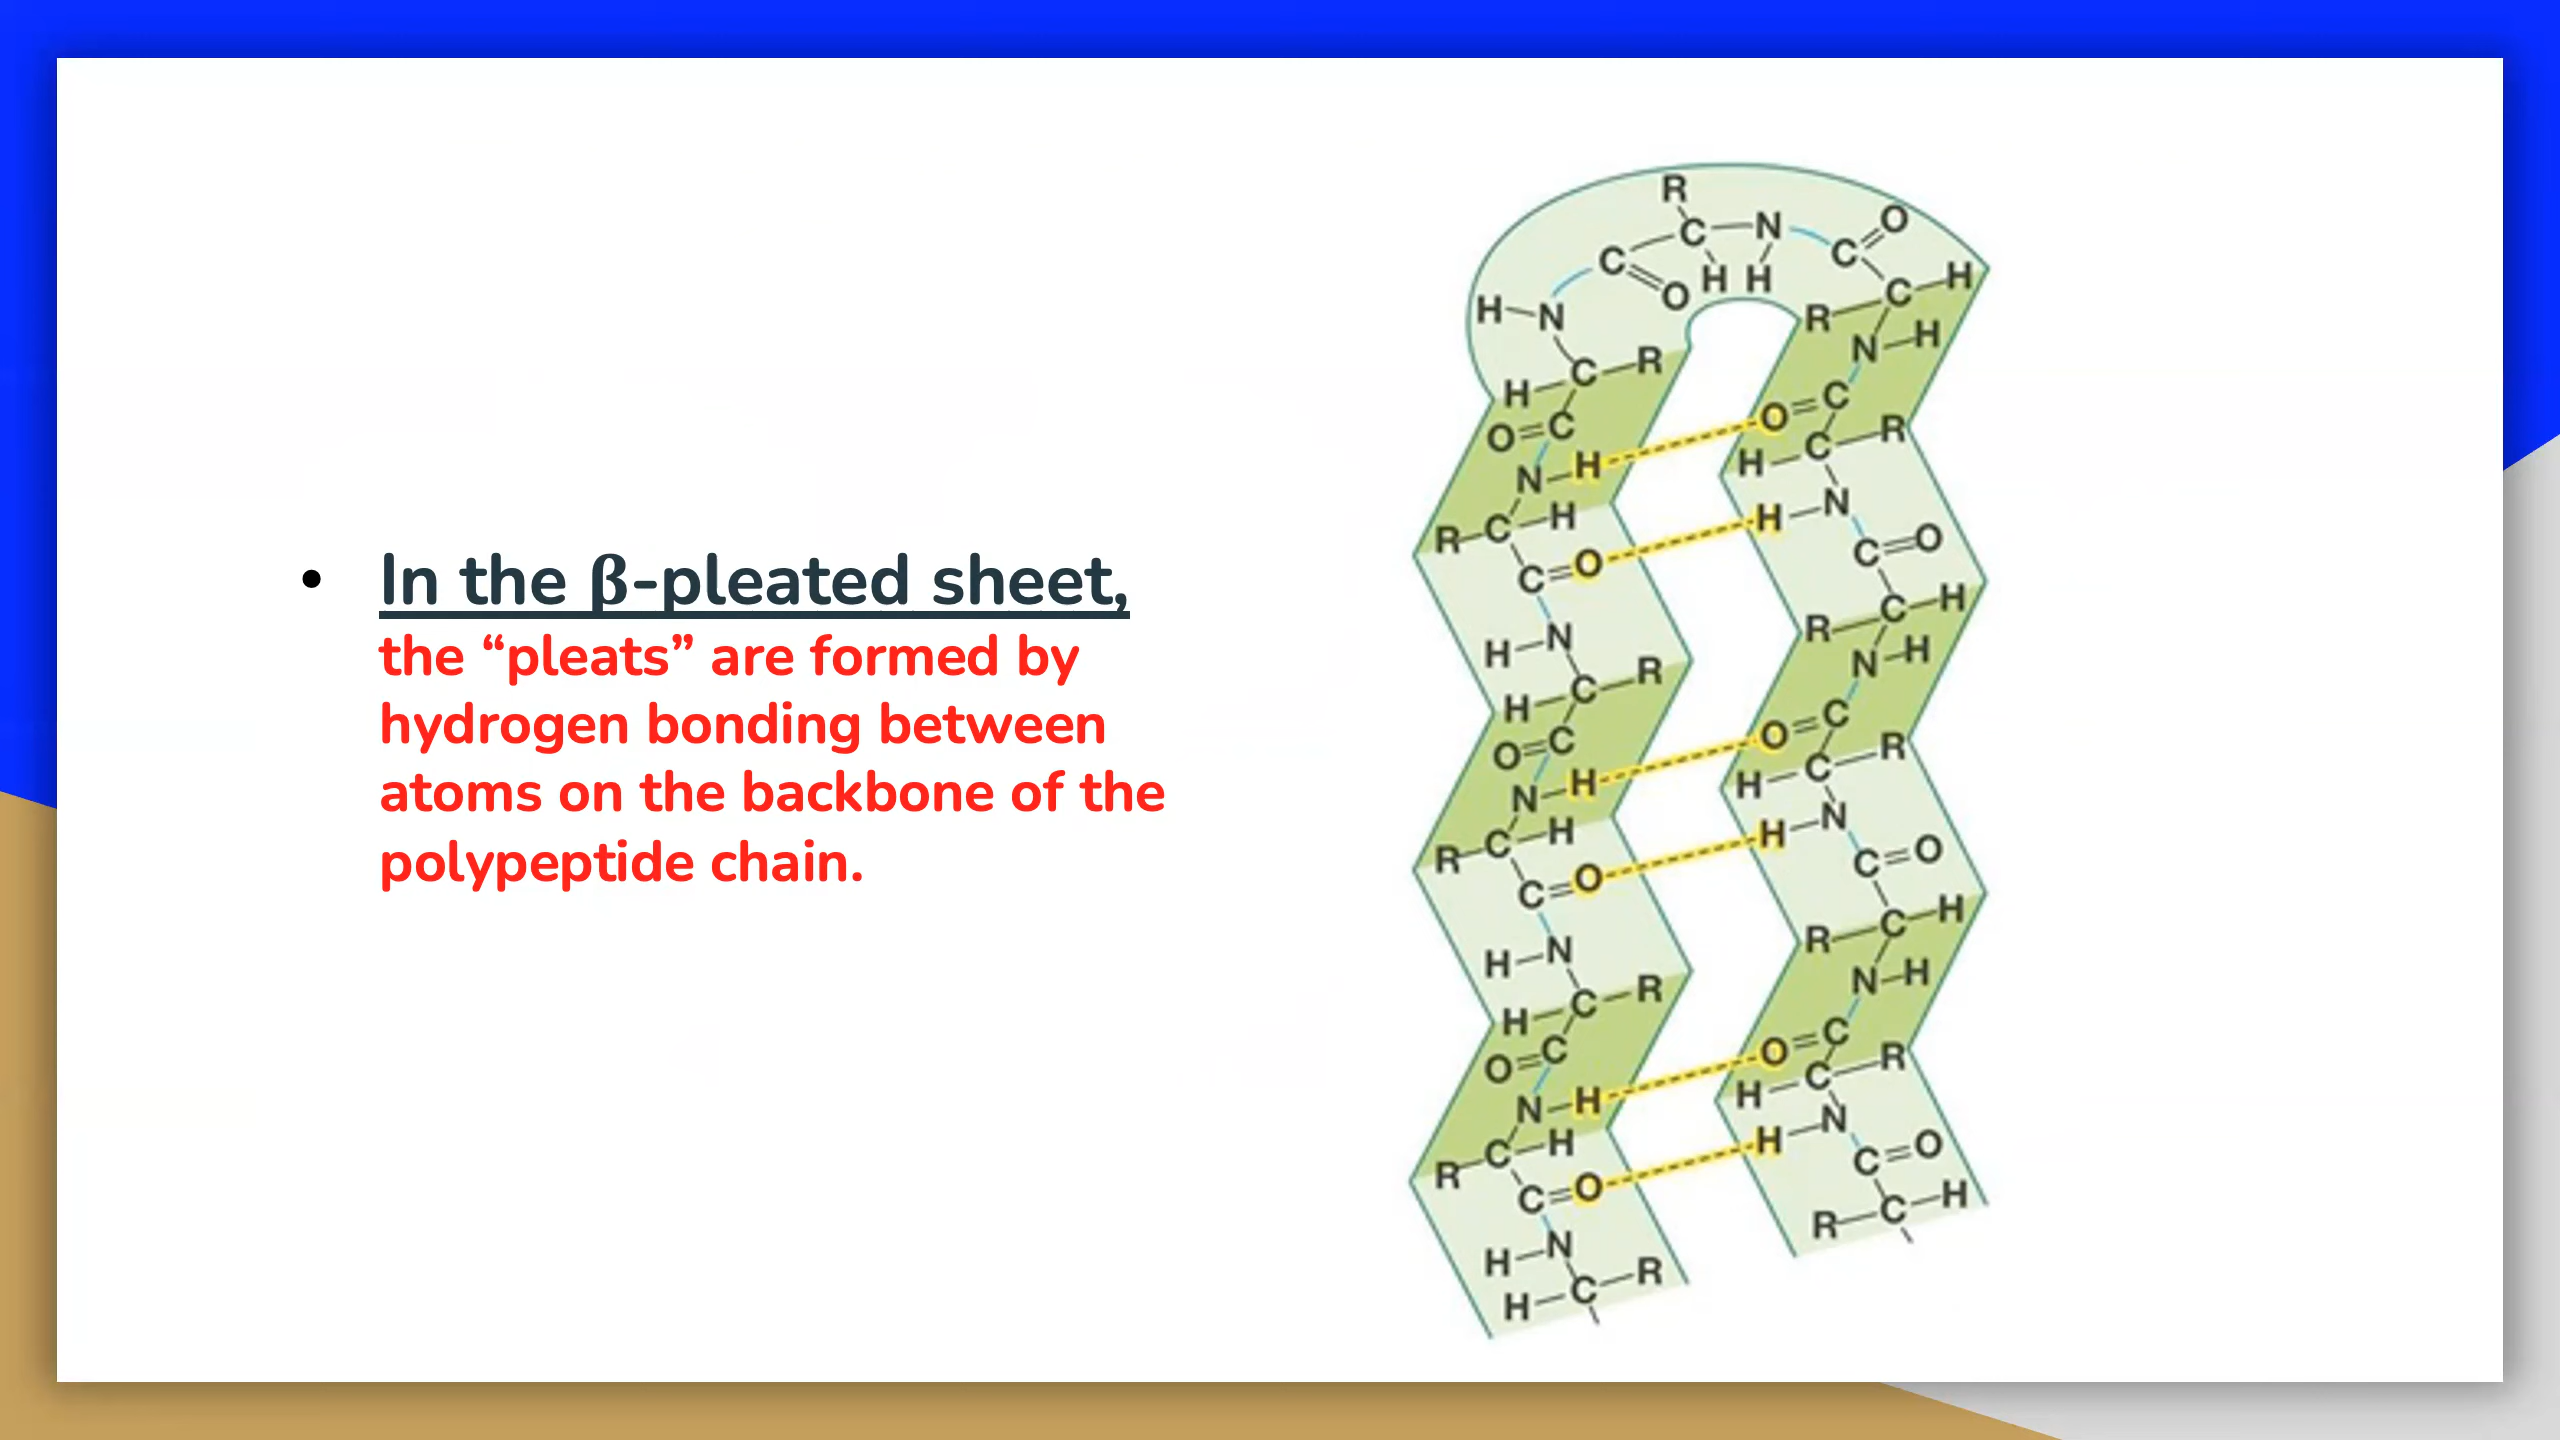 • In the β-pleated sheet,
the “pleats” are formed by
hydrogen bonding between
atoms on the backbone of the
polypeptide chain.
R
C N C O
C O H H
H N C H
R
H C R N H
O C O C
N H H C R
R C H H N
C O C O
H N R C H
H C R N H
O C O C
N H H C R
R C H H N
C O C O
H N R C H
H C R N H
O C O C
N H H C R
R C H H N
C O C O
H N R C H
H C R